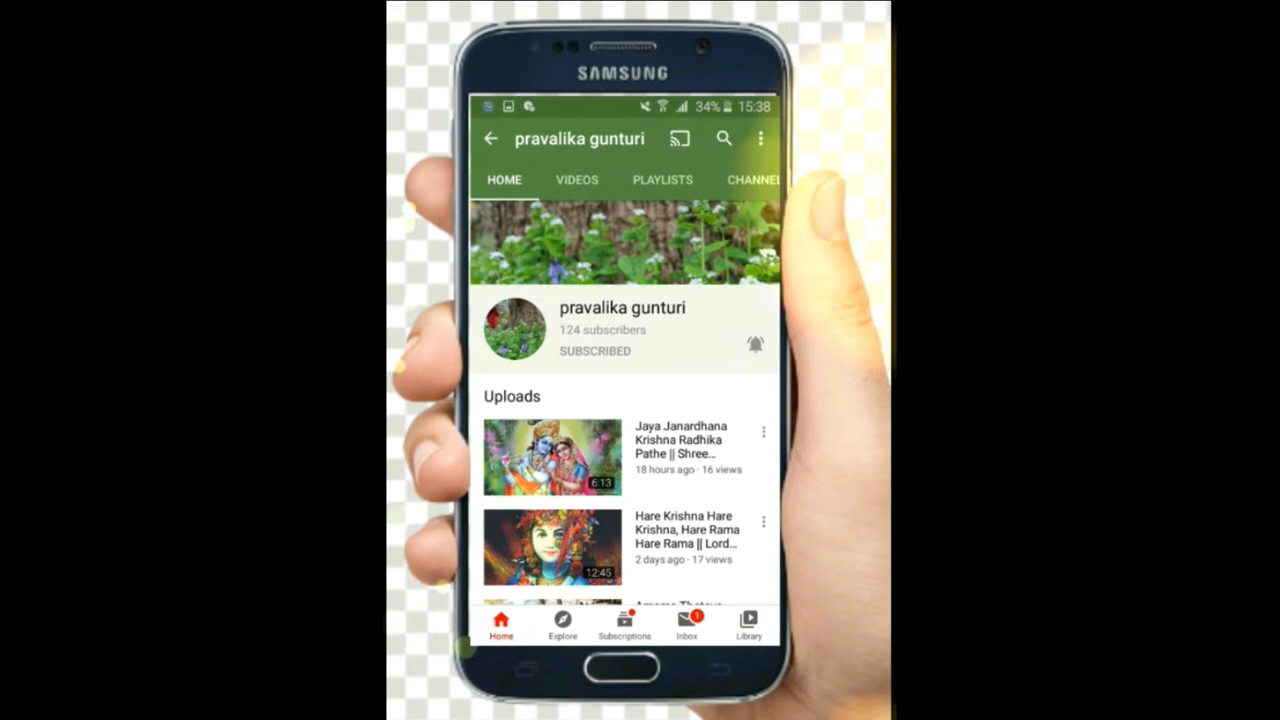 SAMSUNG
34% 15:38
pravalika gunturi
HOME VIDEOS PLAYLISTS CHANNEL
pravalika gunturi
124 subscribers
SUBSCRIBED
Uploads
Jaya Janardhana
Krishna Radhika
Pathe || Shree...
18 hours ago · 16 views
6:13
Hare Krishna Hare
Krishna, Hare Rama
Hare Rama || Lord...
2 days ago · 17 views
12:45
1
Home Explore Subscriptions Inbox Library